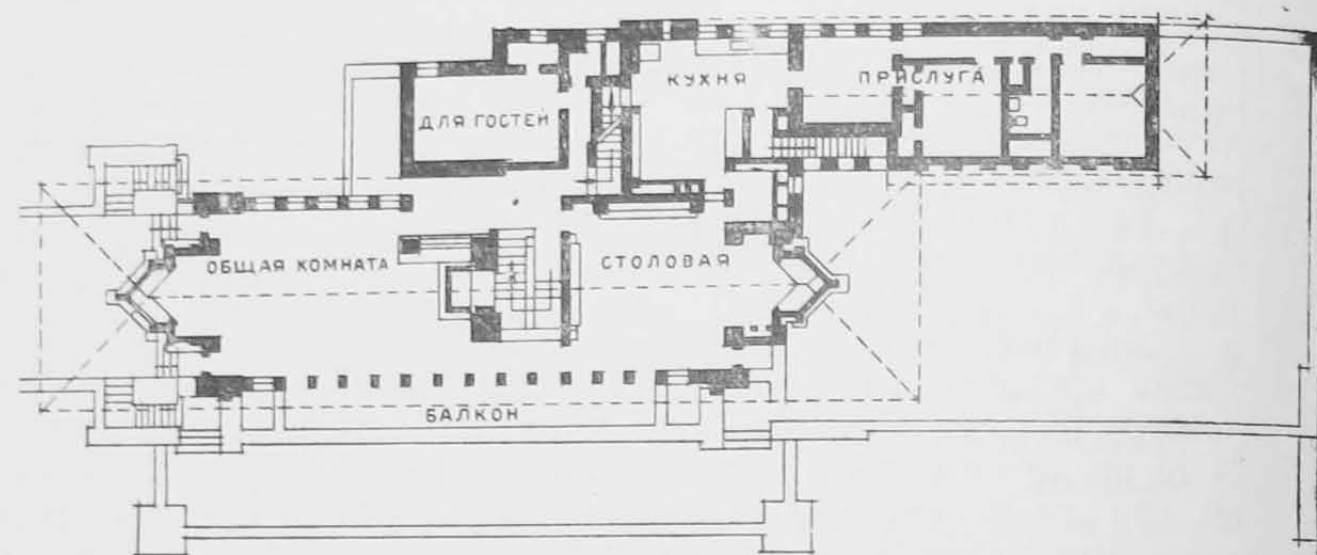 КУХНЯ
ПРИСЛУГА
ДЛЯ ГОСТЕЙ
ОБЩАЯ КОМНАТА
СТОЛОВАЯ
БАЛКОН